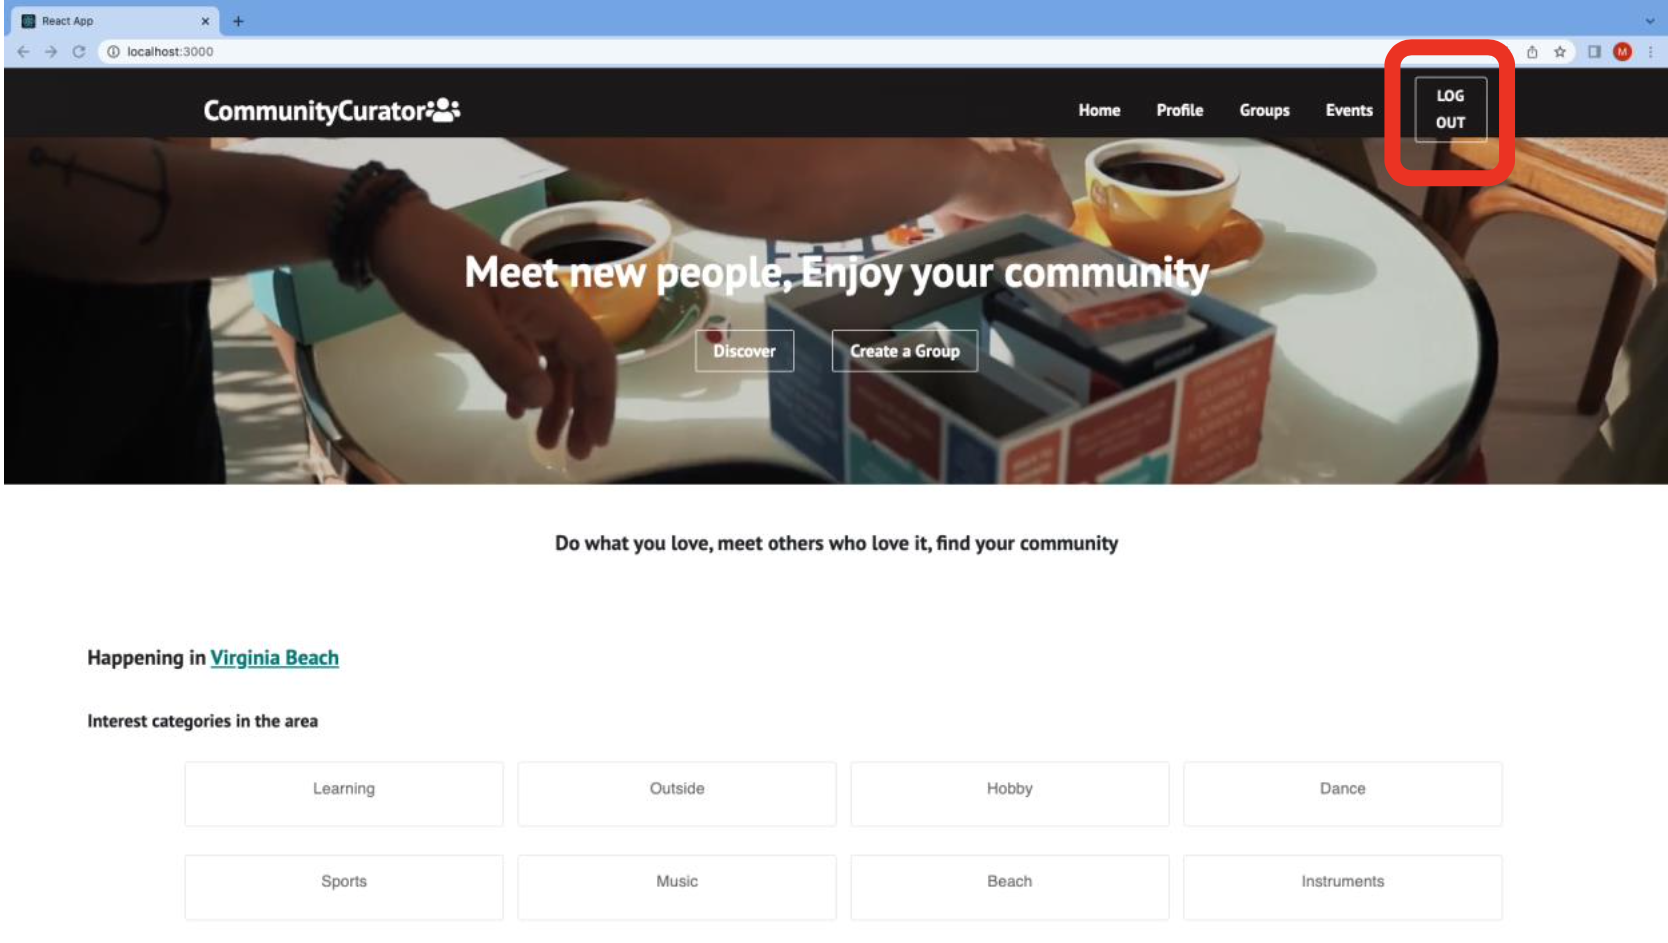 React App
localhost:3000
M
CommunityCurator
Home Profile Groups Events LOG OUT
Meet new people, Enjoy your community
Discover Create a Group
Do what you love, meet others who love it, find your community
Happening in Virginia Beach
Interest categories in the area
Learning Outside Hobby Dance
Sports Music Beach Instruments